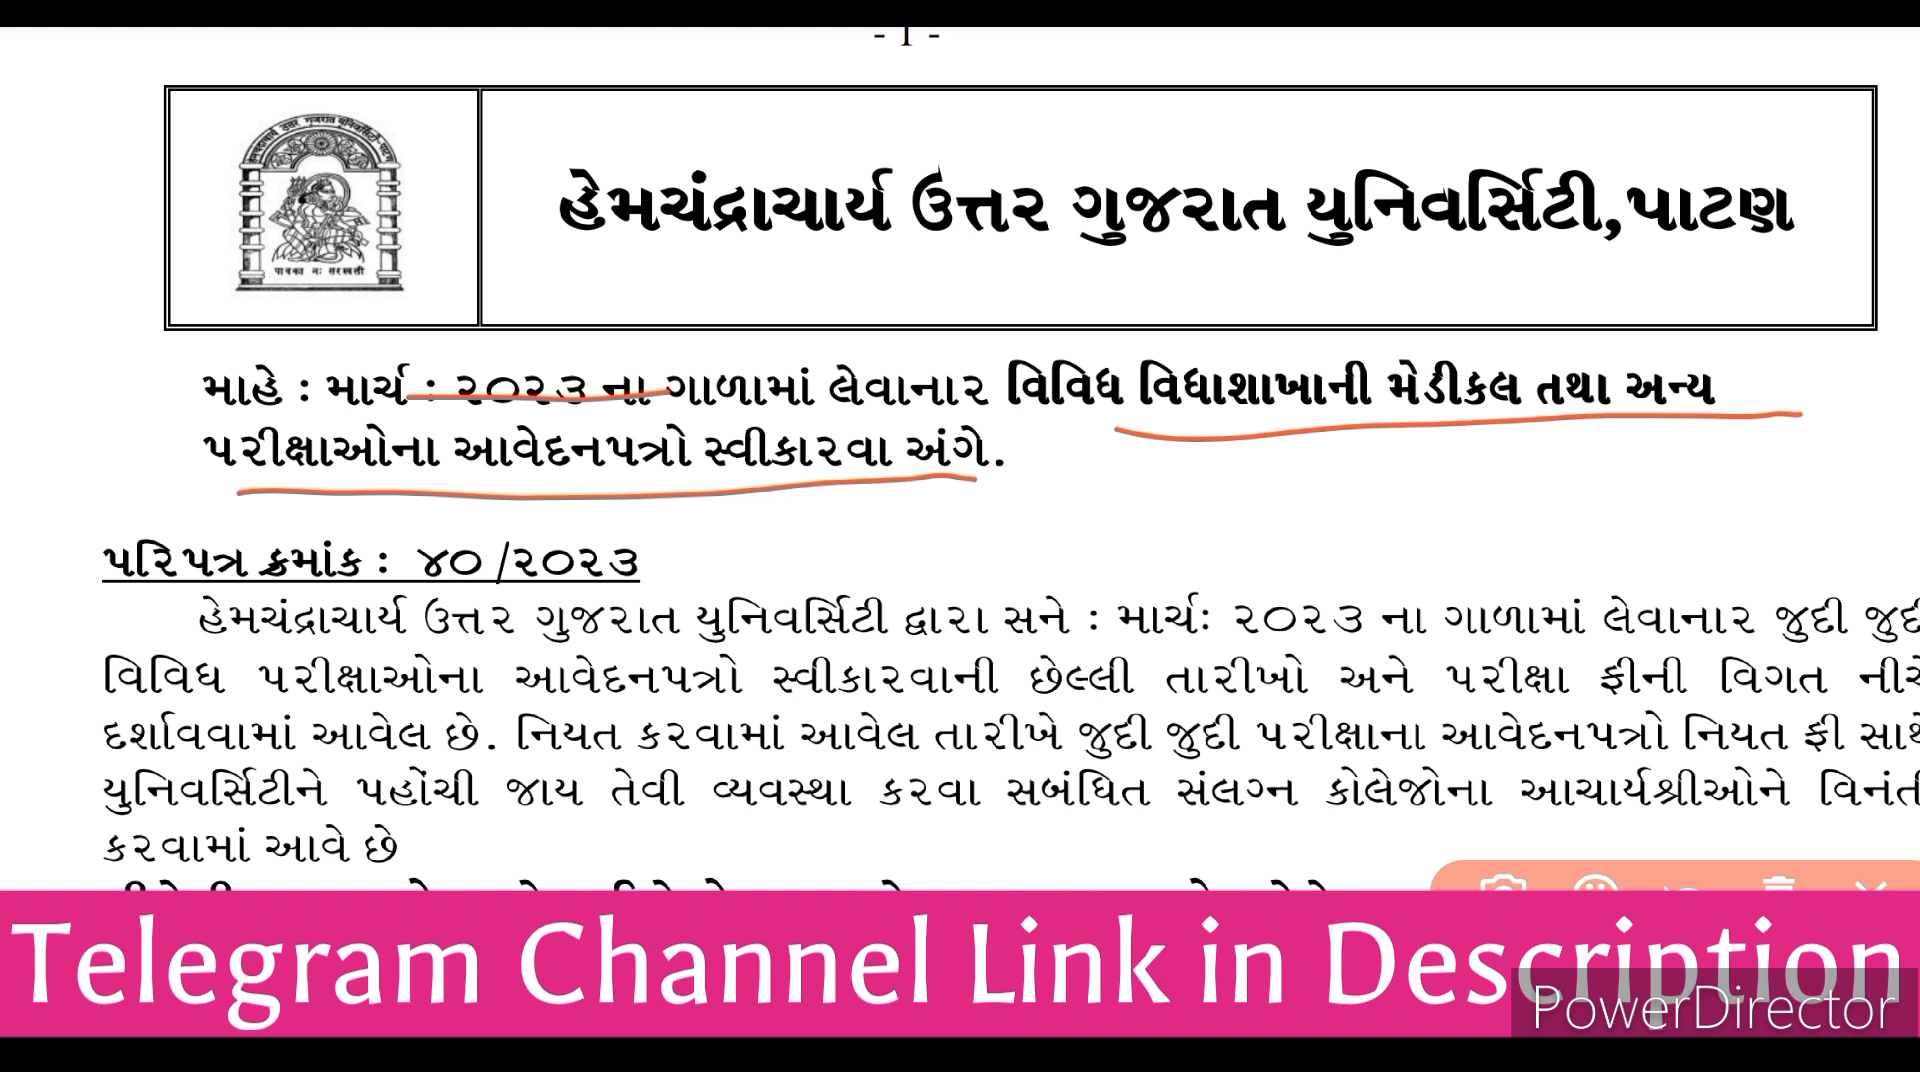 - 1 -
હેમચંદ્રાચાર્ય ઉત્તર ગુજરાત યુનિવર્સિટી,પાટણ
માહે : માર્ચ : ૨૦૨૩ ના ગાળામાં લેવાનાર વિવિધ વિધાશાખાની મેડીકલ તથા અન્ય
પરીક્ષાઓના આવેદનપત્રો સ્વીકારવા અંગે.
પરિપત્ર ક્રમાંક : ૪૦ /૨૦૨૩
હેમચંદ્રાચાર્ય ઉત્તર ગુજરાત યુનિવર્સિટી દ્વારા સને : માર્ચઃ ૨૦૨૩ ના ગાળામાં લેવાનાર જુદી
વિવિધ પરીક્ષાઓના આવેદનપત્રો સ્વીકારવાની છેલ્લી તારીખો અને પરીક્ષા ફીની વિગત
દર્શાવવામાં આવેલ છે. નિયત કરવામાં આવેલ તારીખે જુદી જુદી પરીક્ષાના આવેદનપત્રો નિયત ફી
યુનિવર્સિટીને પહોંચી જાય તેવી વ્યવસ્થા કરવા સબંધિત સંલગ્ન કોલેજોના આચાર્યશ્રીઓને
કરવામાં આવે છે
Telegram Channel Link in Description
PowerDirector